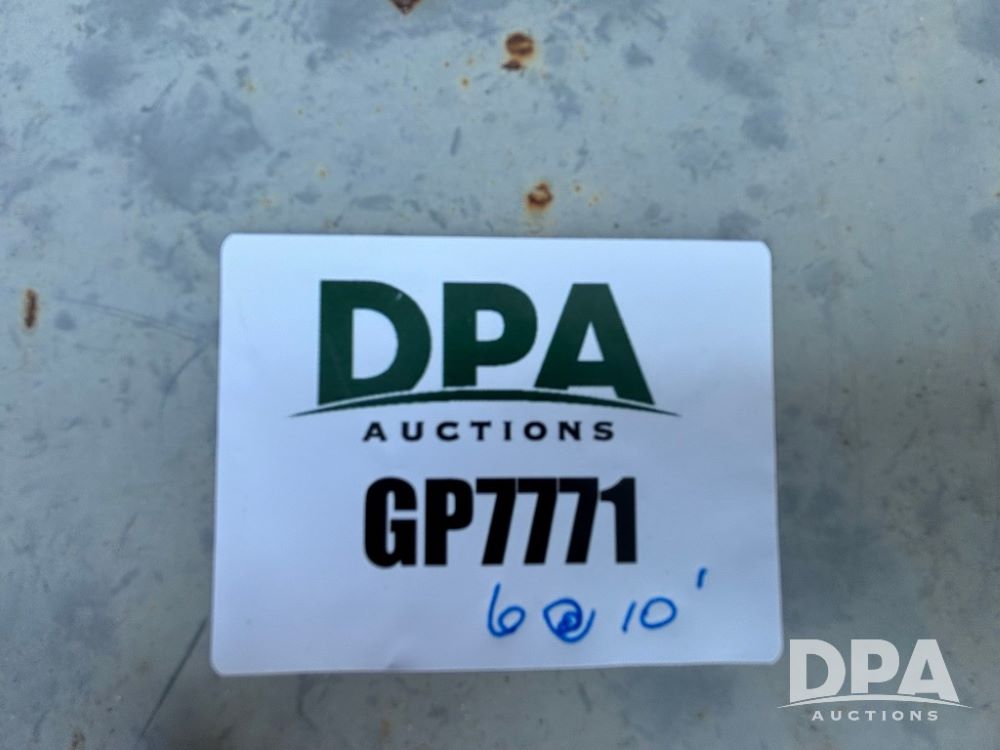 DPA
AUCTIONS
GP7771
6 @ 10'
DPA
AUCTIONS